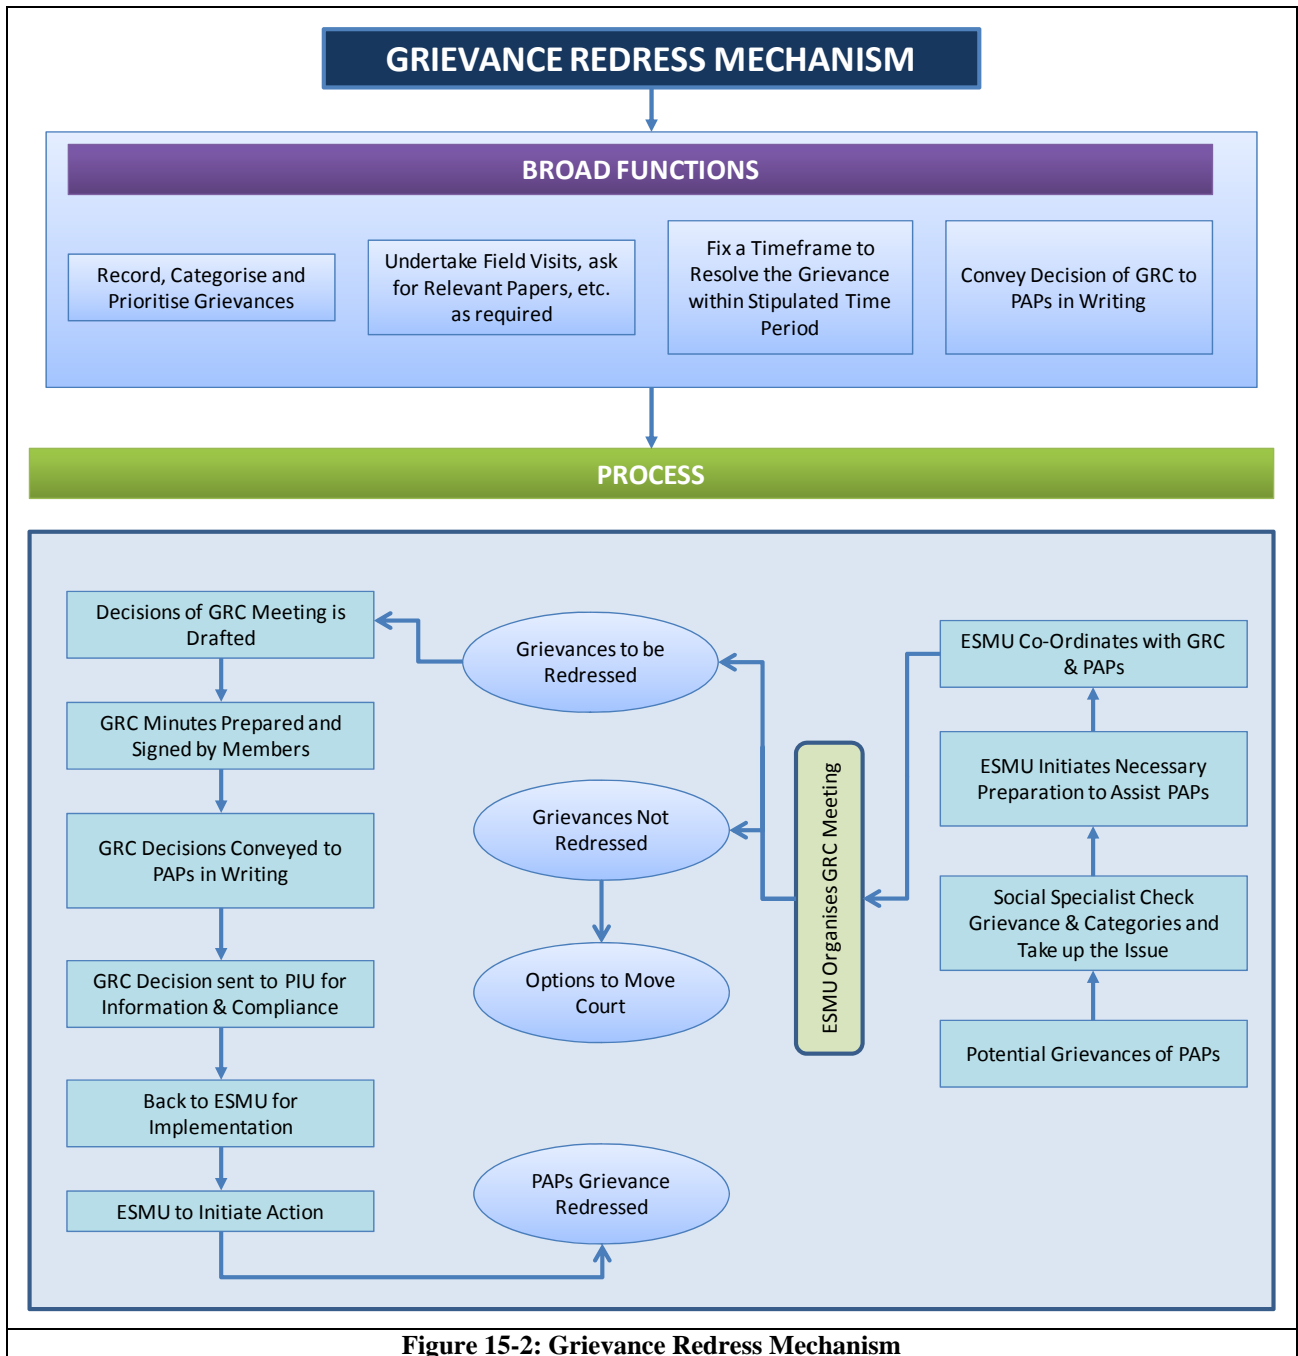 GRIEVANCE REDRESS MECHANISM
BROAD FUNCTIONS
Record, Categorise and
Prioritise Grievances
Undertake Field Visits, ask
for Relevant Papers, etc.
as required
Fix a Timeframe to
Resolve the Grievance
within Stipulated Time
Period
Convey Decision of GRC to
PAPs in Writing
PROCESS
Decisions of GRC Meeting is
Drafted
GRC Minutes Prepared and
Signed by Members
GRC Decisions Conveyed to
PAPs in Writing
GRC Decision sent to PIU for
Information & Compliance
Back to ESMU for
Implementation
ESMU to Initiate Action
Grievances to be
Redressed
Grievances Not
Redressed
Options to Move
Court
PAPs Grievance
Redressed
ESMU Organises GRC Meeting
ESMU Co-Ordinates with GRC
& PAPs
ESMU Initiates Necessary
Preparation to Assist PAPs
Social Specialist Check
Grievance & Categories and
Take up the Issue
Potential Grievances of PAPs
Figure 15-2: Grievance Redress Mechanism